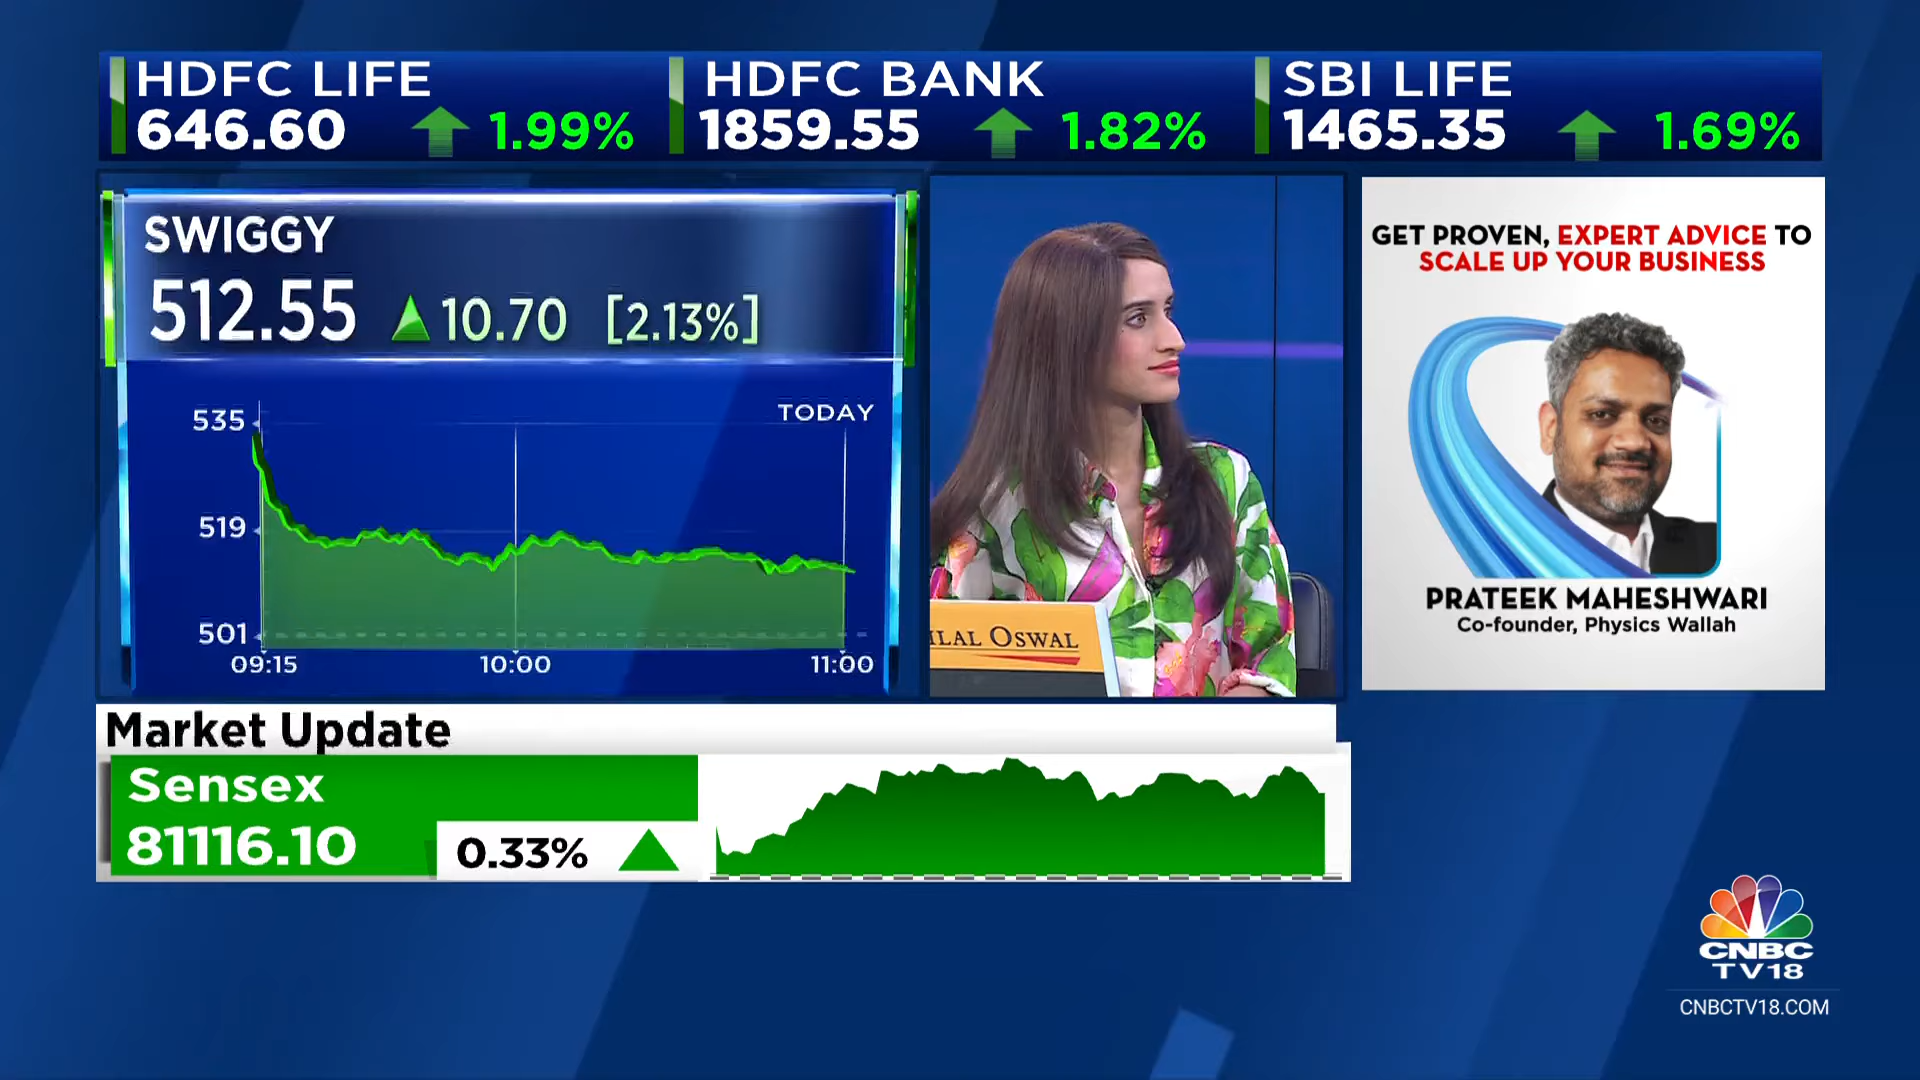 HDFC LIFE
646.60 1.99%
HDFC BANK
1859.55 1.82%
SBI LIFE
1465.35 1.69%
SWIGGY
512.55 10.70 [2.13%]
TODAY
535
519
501
09:15 10:00 11:00
OSWAL
GET PROVEN, EXPERT ADVICE TO
SCALE UP YOUR BUSINESS
PRATEEK MAHESHWARI
Co-founder, Physics Wallah
Market Update
Sensex
81116.10 0.33%
CNBC
TV18
CNBCTV18.COM